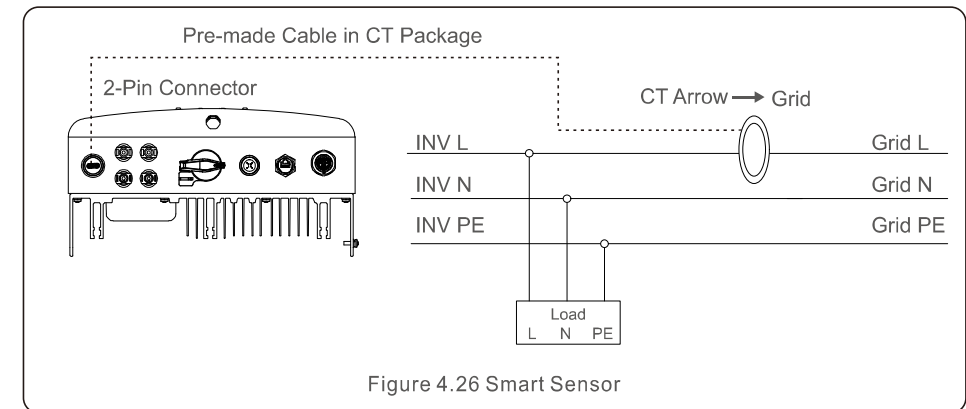 Pre-made Cable in CT Package
2-Pin Connector
CT Arrow → Grid
INV L
Grid L
INV N
Grid N
INV PE
Grid PE
Load
L N PE
Figure 4.26 Smart Sensor